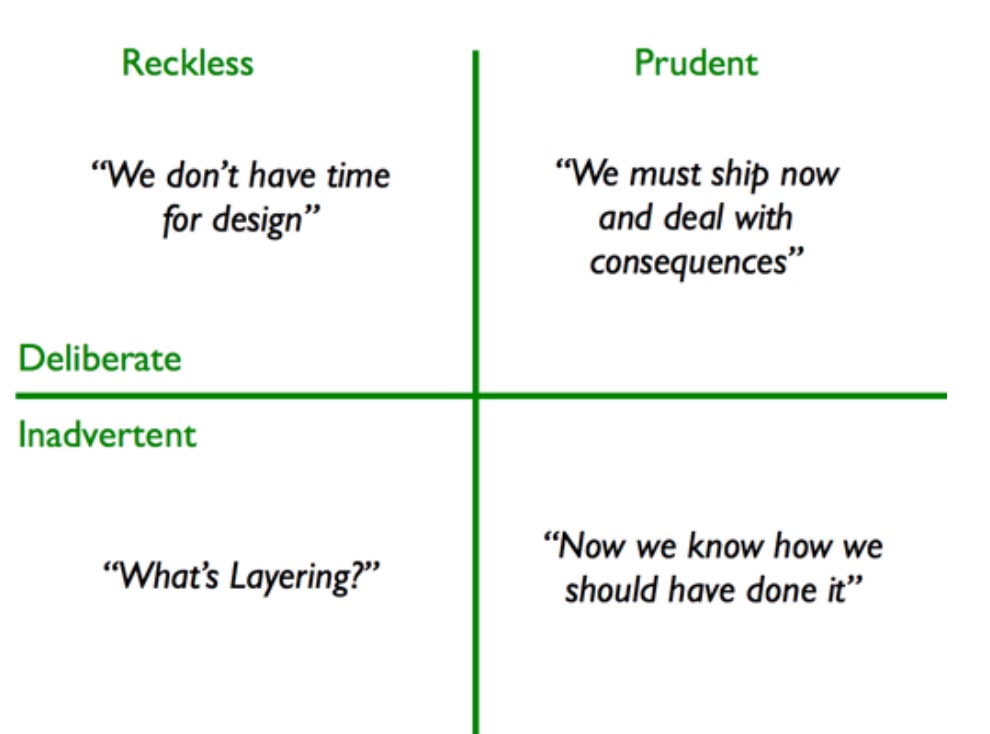 Reckless
Prudent
“We don’t have time
for design”
“We must ship now
and deal with
consequences”
Deliberate
Inadvertent
“What’s Layering?”
“Now we know how we
should have done it”